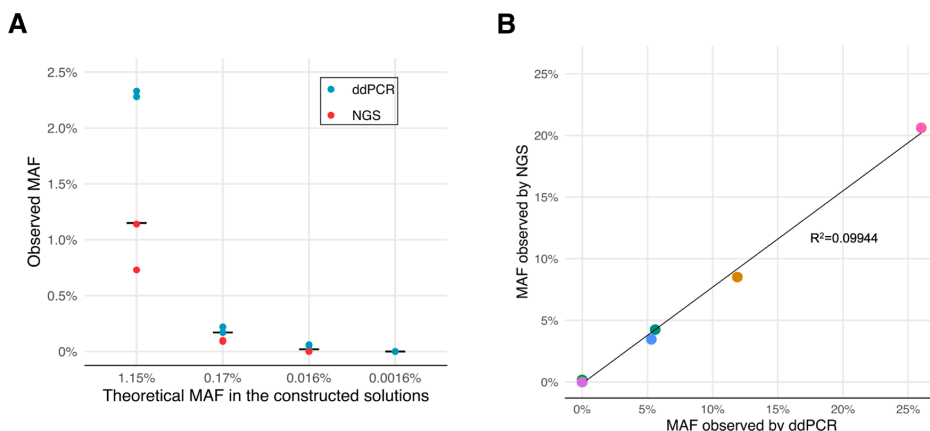 A
2.5%
2.0%
1.5%
1.0%
0.5%
0%
Observed MAF
ddPCR
NGS
1.15%
0.17%
0.016%
0.0016%
Theoretical MAF in the constructed solutions
B
25%
20%
15%
10%
5%
0%
MAF observed by NGS
R²=0.09944
0%
5%
10%
15%
20%
25%
MAF observed by ddPCR